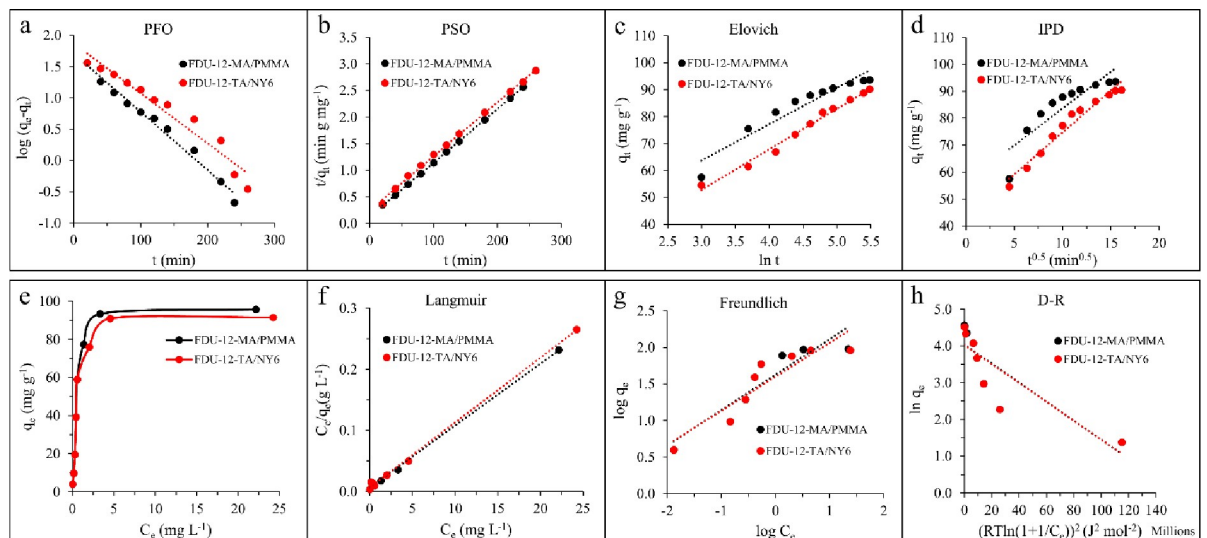 a PFO
2.0
1.5
1.0
0.5
0.0
-0.5
-1.0
log (qe-qt)
FDU-12-MA/PMMA
FDU-12-TA/NY6
0 100 200 300
t (min)
b PSO
3.5
3.0
2.5
2.0
1.5
1.0
0.5
0.0
t/qt (min g mg-1)
FDU-12-MA/PMMA
FDU-12-TA/NY6
0 100 200 300
t (min)
c Elovich
110
100
90
80
70
60
50
40
qt (mg g-1)
FDU-12-MA/PMMA
FDU-12-TA/NY6
2.5 3.0 3.5 4.0 4.5 5.0 5.5
ln t
d IPD
110
100
90
80
70
60
50
40
qt (mg g-1)
FDU-12-MA/PMMA
FDU-12-TA/NY6
0 5 10 15 20
t0.5 (min0.5)
e
100
80
60
40
20
0
qe (mg g-1)
FDU-12-MA/PMMA
FDU-12-TA/NY6
0 5 10 15 20 25
Ce (mg L-1)
f Langmuir
0.3
0.2
0.1
0.0
Ce/qe(g L-1)
FDU-12-MA/PMMA
FDU-12-TA/NY6
0 5 10 15 20 25
Ce (mg L-1)
g Freundlich
2.5
2.0
1.5
1.0
0.5
0.0
log qe
FDU-12-MA/PMMA
FDU-12-TA/NY6
-2 -1 0 1 2
log Ce
h D-R
5.0
4.0
3.0
2.0
1.0
0.0
ln qe
FDU-12-MA/PMMA
FDU-12-TA/NY6
0 20 40 60 80 100 120 140
(RTln(1+1/Ce))2 (J2 mol-2) Millions